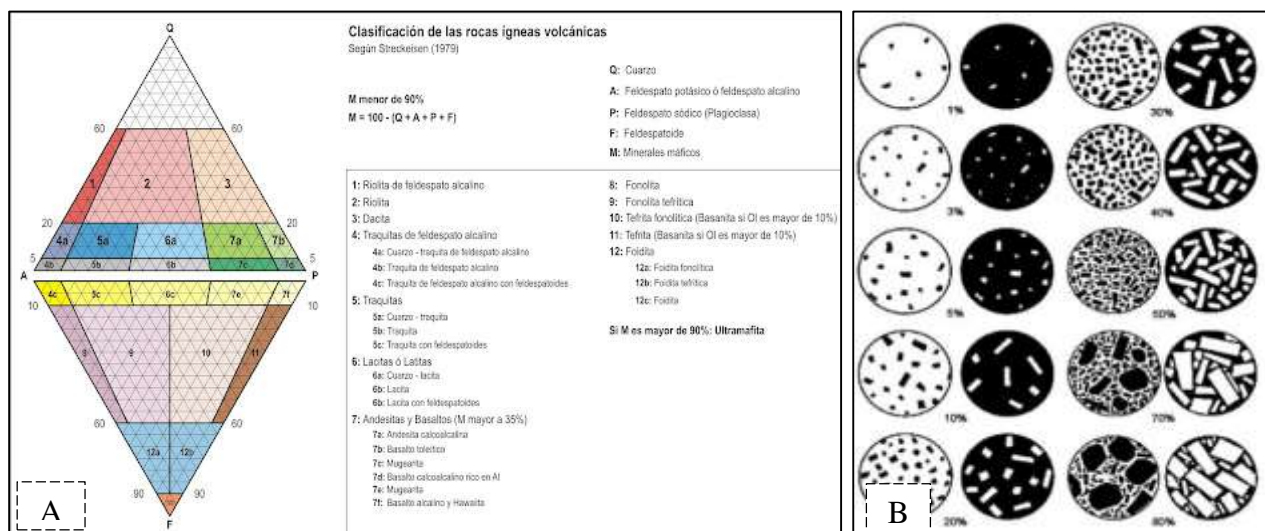 Q
60
60
1
2
3
20
20
4a
5a
6a
7a
7b
5
4b
5b
6b
7c
7d
5
A
P
4c
5c
6c
7e
7f
10
10
8
9
10
11
60
60
12a
12b
90
90
F
A
Clasificación de las rocas ígneas volcánicas
Según Streckeisen (1979)
M menor de 90%
M = 100 - (Q + A + P + F)
Q: Cuarzo
A: Feldespato potásico ó feldespato alcalino
P: Feldespato sódico (Plagioclasa)
F: Feldespatoide
M: Minerales máficos
1: Riolita de feldespato alcalino
2: Riolita
3: Dacita
4: Traquitas de feldespato alcalino
4a: Cuarzo - traquita de feldespato alcalino
4b: Traquita de feldespato alcalino
4c: Traquita de feldespato alcalino con feldespatoides
5: Traquitas
5a: Cuarzo - traquita
5b: Traquita
5c: Traquita con feldespatoides
6: Lacitas ó Latitas
6a: Cuarzo - lacita
6b: Lacita
6b: Lacita con feldespatoides
7: Andesitas y Basaltos (M mayor a 35%)
7a: Andesita calcoalcalina
7b: Basalto toleítico
7c: Mugearita
7d: Basalto calcoalcalino rico en Al
7e: Mugearita
7f: Basalto alcalino y Hawaita
8: Fonolita
9: Fonolita tefrítica
10: Tefrita fonolítica (Basanita si Ol es mayor de 10%)
11: Tefrita (Basanita si Ol es mayor de 10%)
12: Foidita
12a: Foidita fonolítica
12b: Foidita tefrítica
12c: Foidita
Si M es mayor de 90%: Ultramafita
1%
30%
3%
40%
5%
50%
10%
70%
20%
80%
B